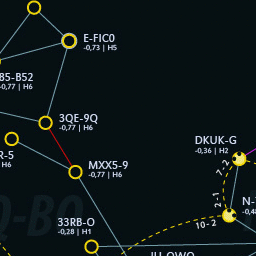 E-FIC0
-0,73 | H5
B5-B52
-0,77 | H6
3QE-9Q
-0,77 | H6
DKUK-G
-0,36 | H2
R-5
H6
MXX5-9
-0,77 | H6
7-2
2-1
N-
-0,4
33RB-O
-0,28 | H1
10-2